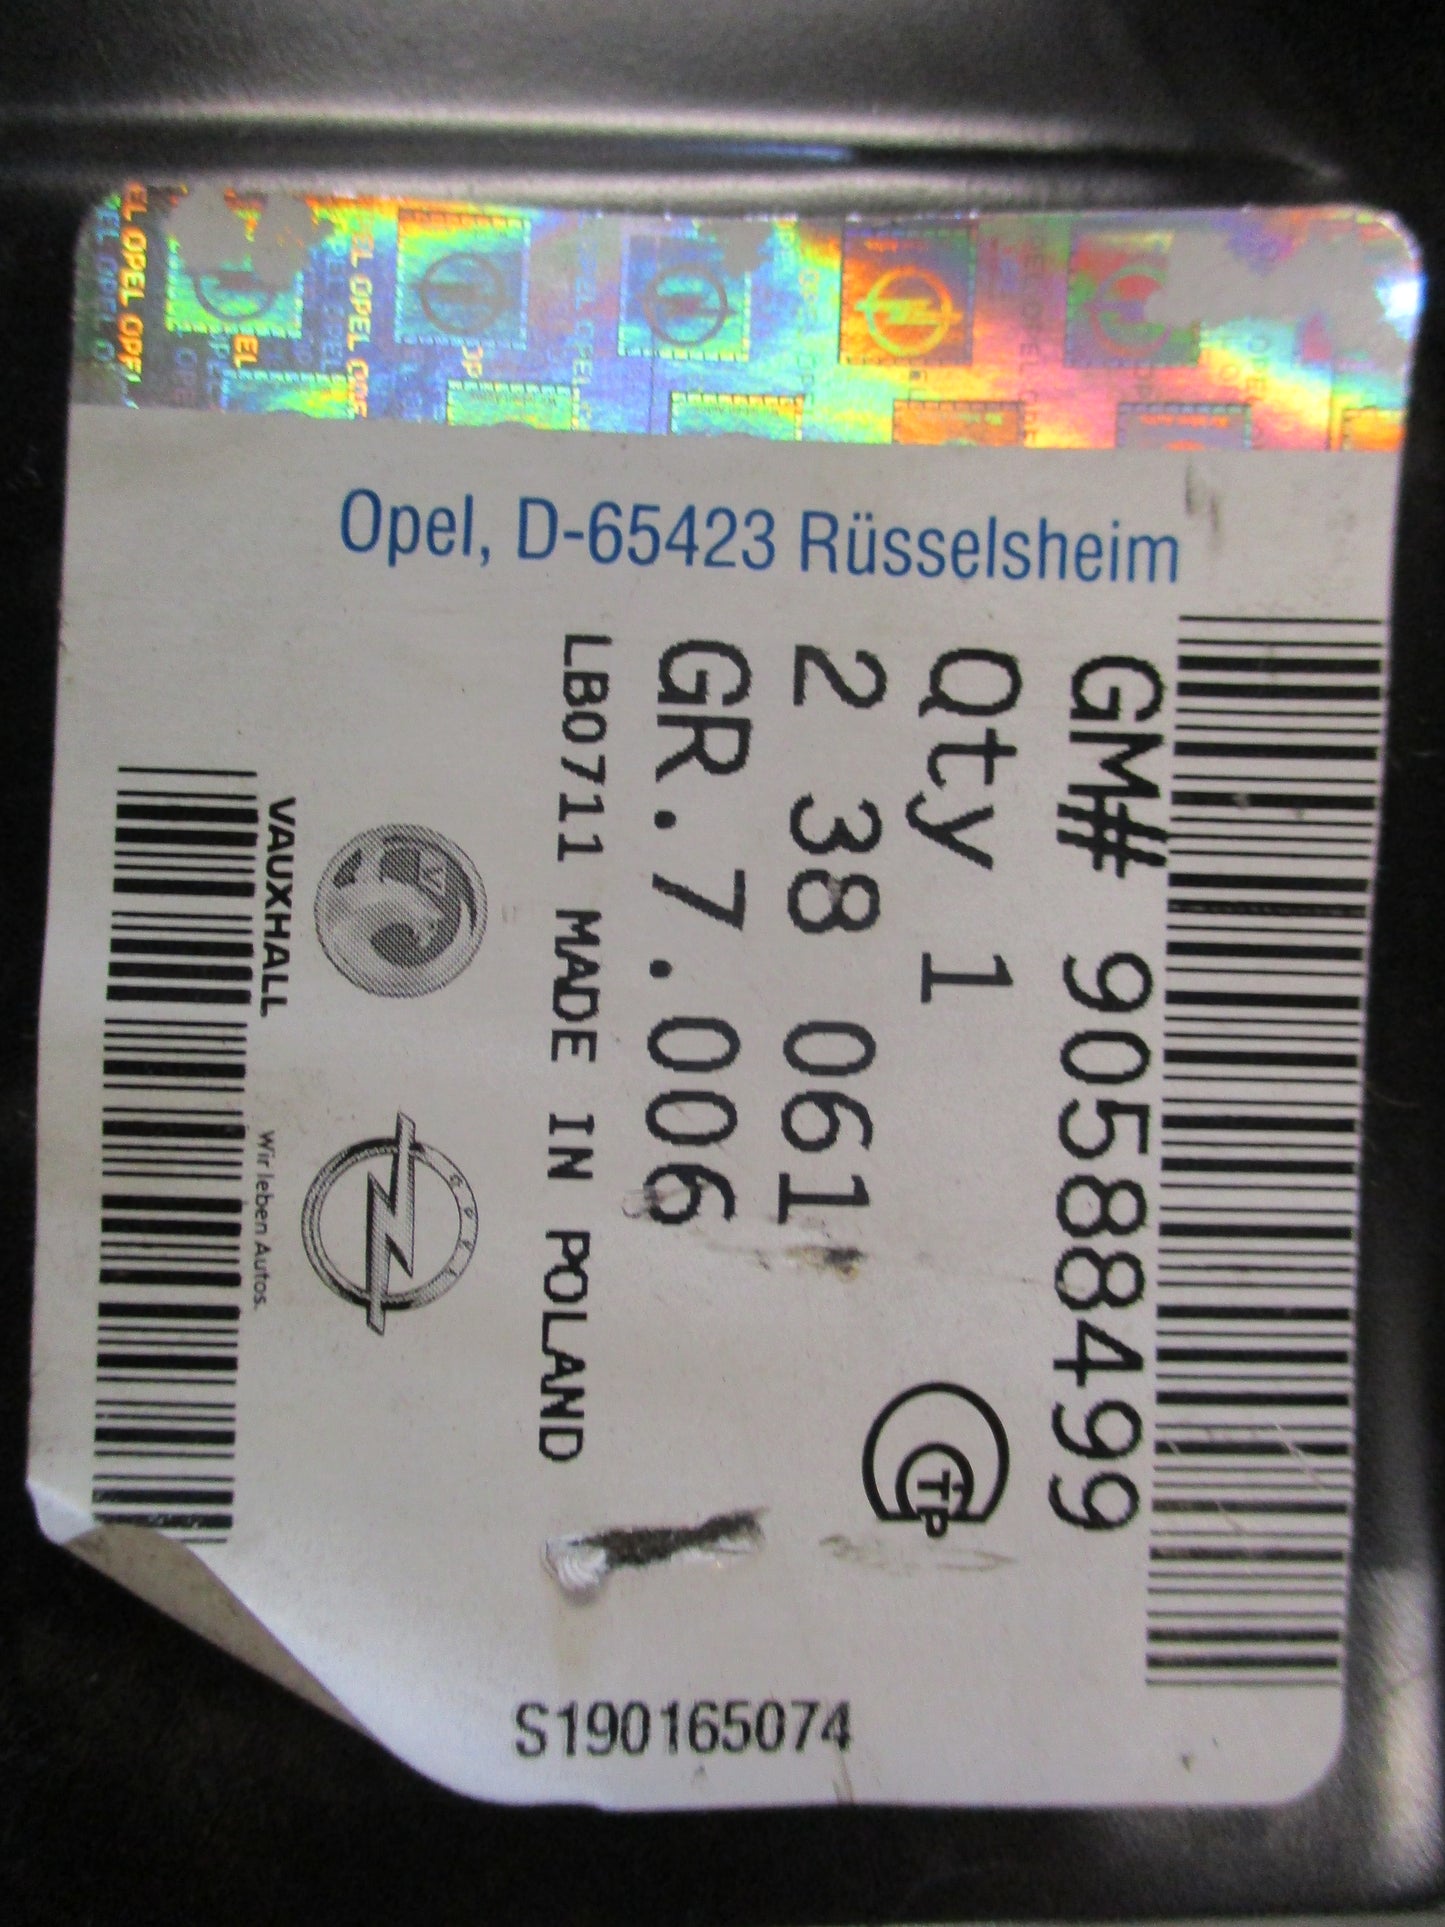 Opel, D-65423 Rüsselsheim
GM# 90588499
Qty 1
2 38 061
GR.7.006
LB0711 MADE IN POLAND
VAUXHALL
OPEL
Wir leben Autos.
S190165074